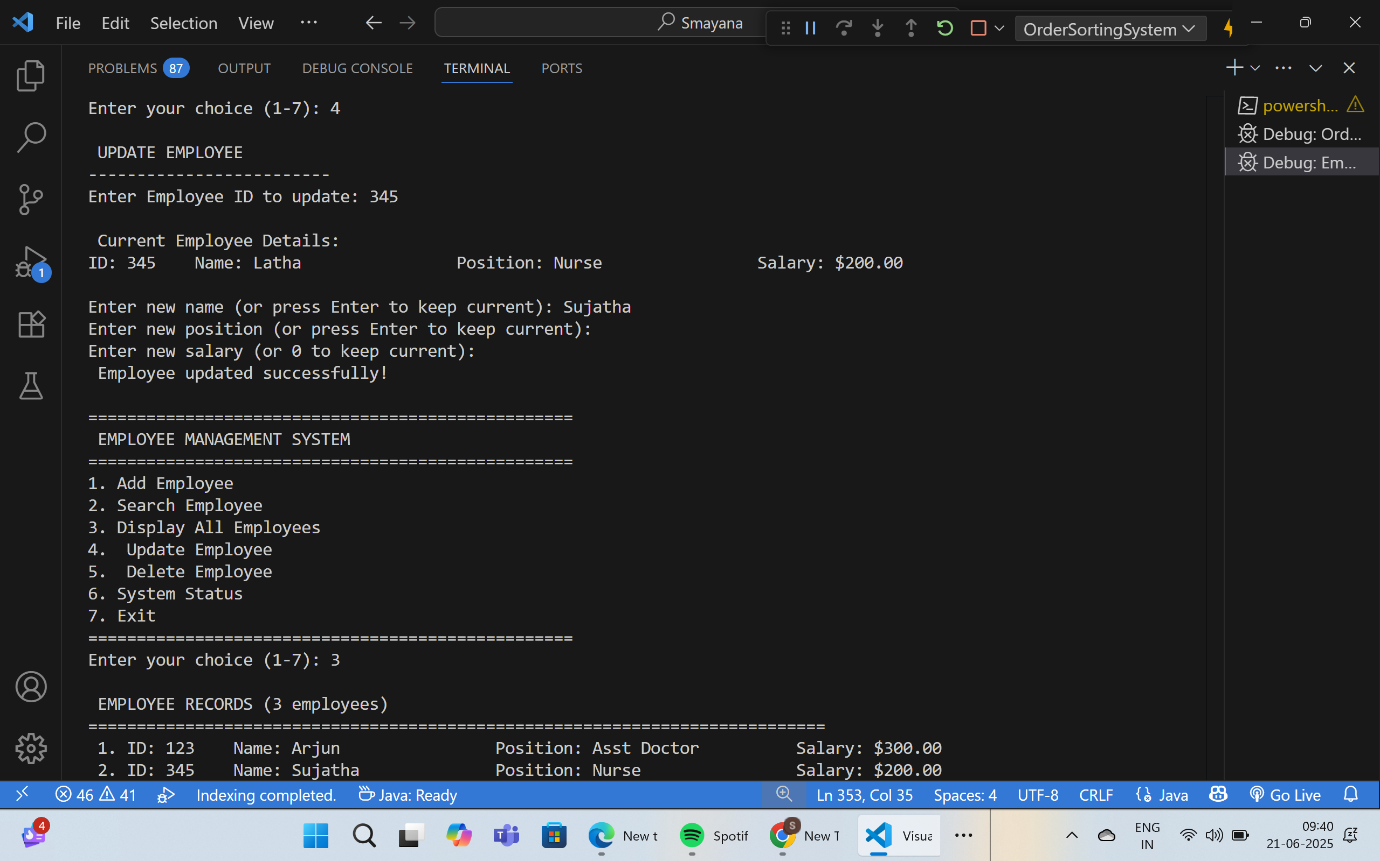 File Edit Selection View ··· Smayana OrderSortingSystem
PROBLEMS 87 OUTPUT DEBUG CONSOLE TERMINAL PORTS
Enter your choice (1-7): 4
UPDATE EMPLOYEE
-------------------------
Enter Employee ID to update: 345
Current Employee Details:
ID: 345 Name: Latha Position: Nurse Salary: $200.00
Enter new name (or press Enter to keep current): Sujatha
Enter new position (or press Enter to keep current):
Enter new salary (or 0 to keep current):
Employee updated successfully!
==================================================
EMPLOYEE MANAGEMENT SYSTEM
==================================================
1. Add Employee
2. Search Employee
3. Display All Employees
4. Update Employee
5. Delete Employee
6. System Status
7. Exit
==================================================
Enter your choice (1-7): 3
EMPLOYEE RECORDS (3 employees)
============================================================================
1. ID: 123 Name: Arjun Position: Asst Doctor Salary: $300.00
2. ID: 345 Name: Sujatha Position: Nurse Salary: $200.00
powersh...
Debug: Ord...
Debug: Em...
1
46 41 Indexing completed. Java: Ready Ln 353, Col 35 Spaces: 4 UTF-8 CRLF Java Go Live
4 New t Spotif S New T Visua ··· ENG IN 09:40
21-06-2025